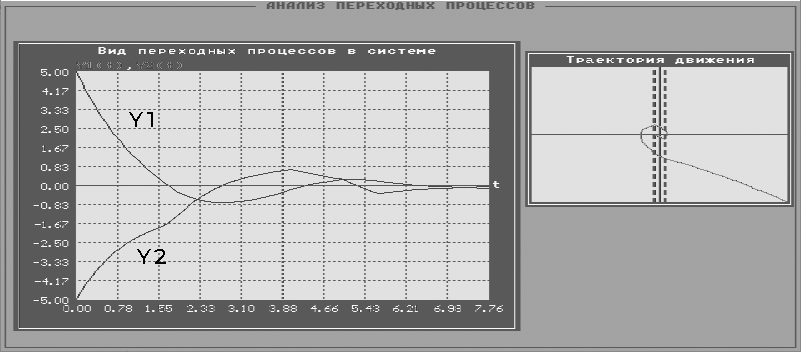 АНАЛИЗ ПЕРЕХОДНЫХ ПРОЦЕССОВ
Вид переходных процессов в системе
Y1(t),Y2(t)
5.00
4.17
3.33
2.50
1.67
0.83
0.00
-0.83
-1.67
-2.50
-3.33
-4.17
-5.00
Y1
Y2
t
0.00 0.78 1.55 2.33 3.10 3.88 4.66 5.43 6.21 6.98 7.76
Траектория движения